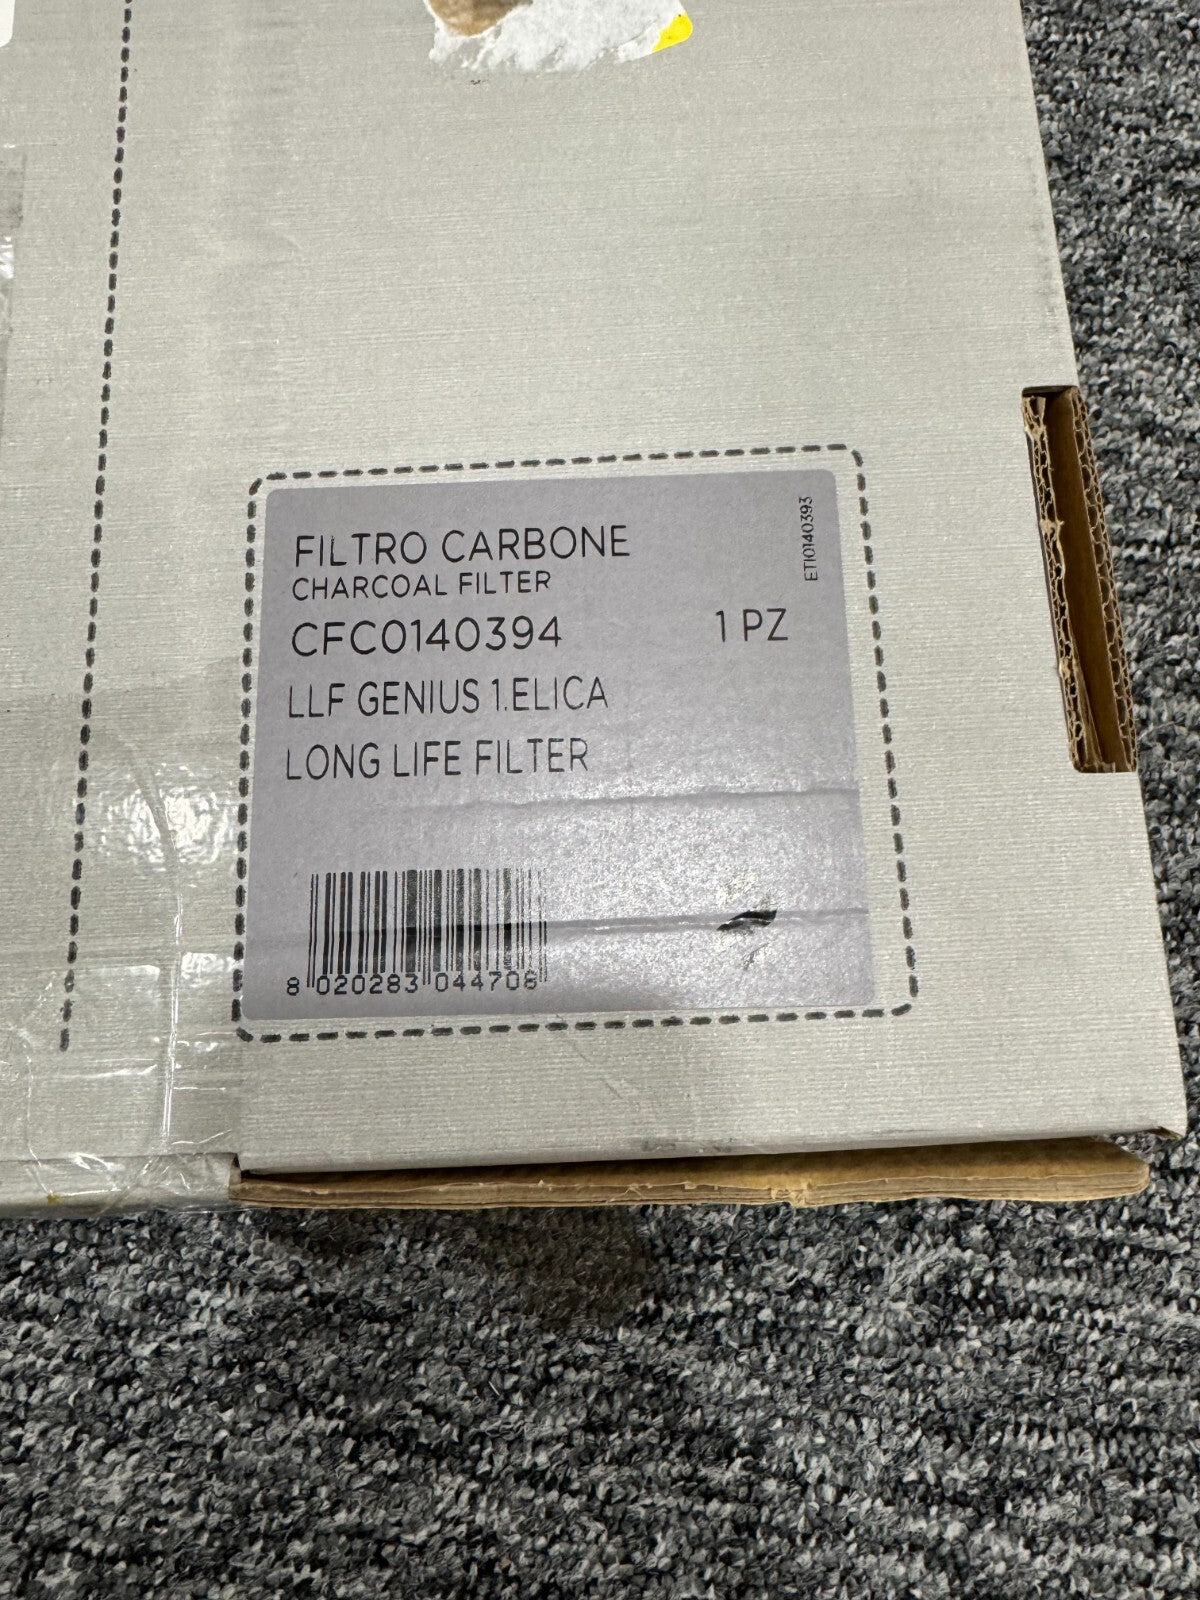 FILTRO CARBONE
CHARCOAL FILTER
CFC0140394
1 PZ
LLF GENIUS 1.ELICA
LONG LIFE FILTER
ETI0140393
8 020283 044706